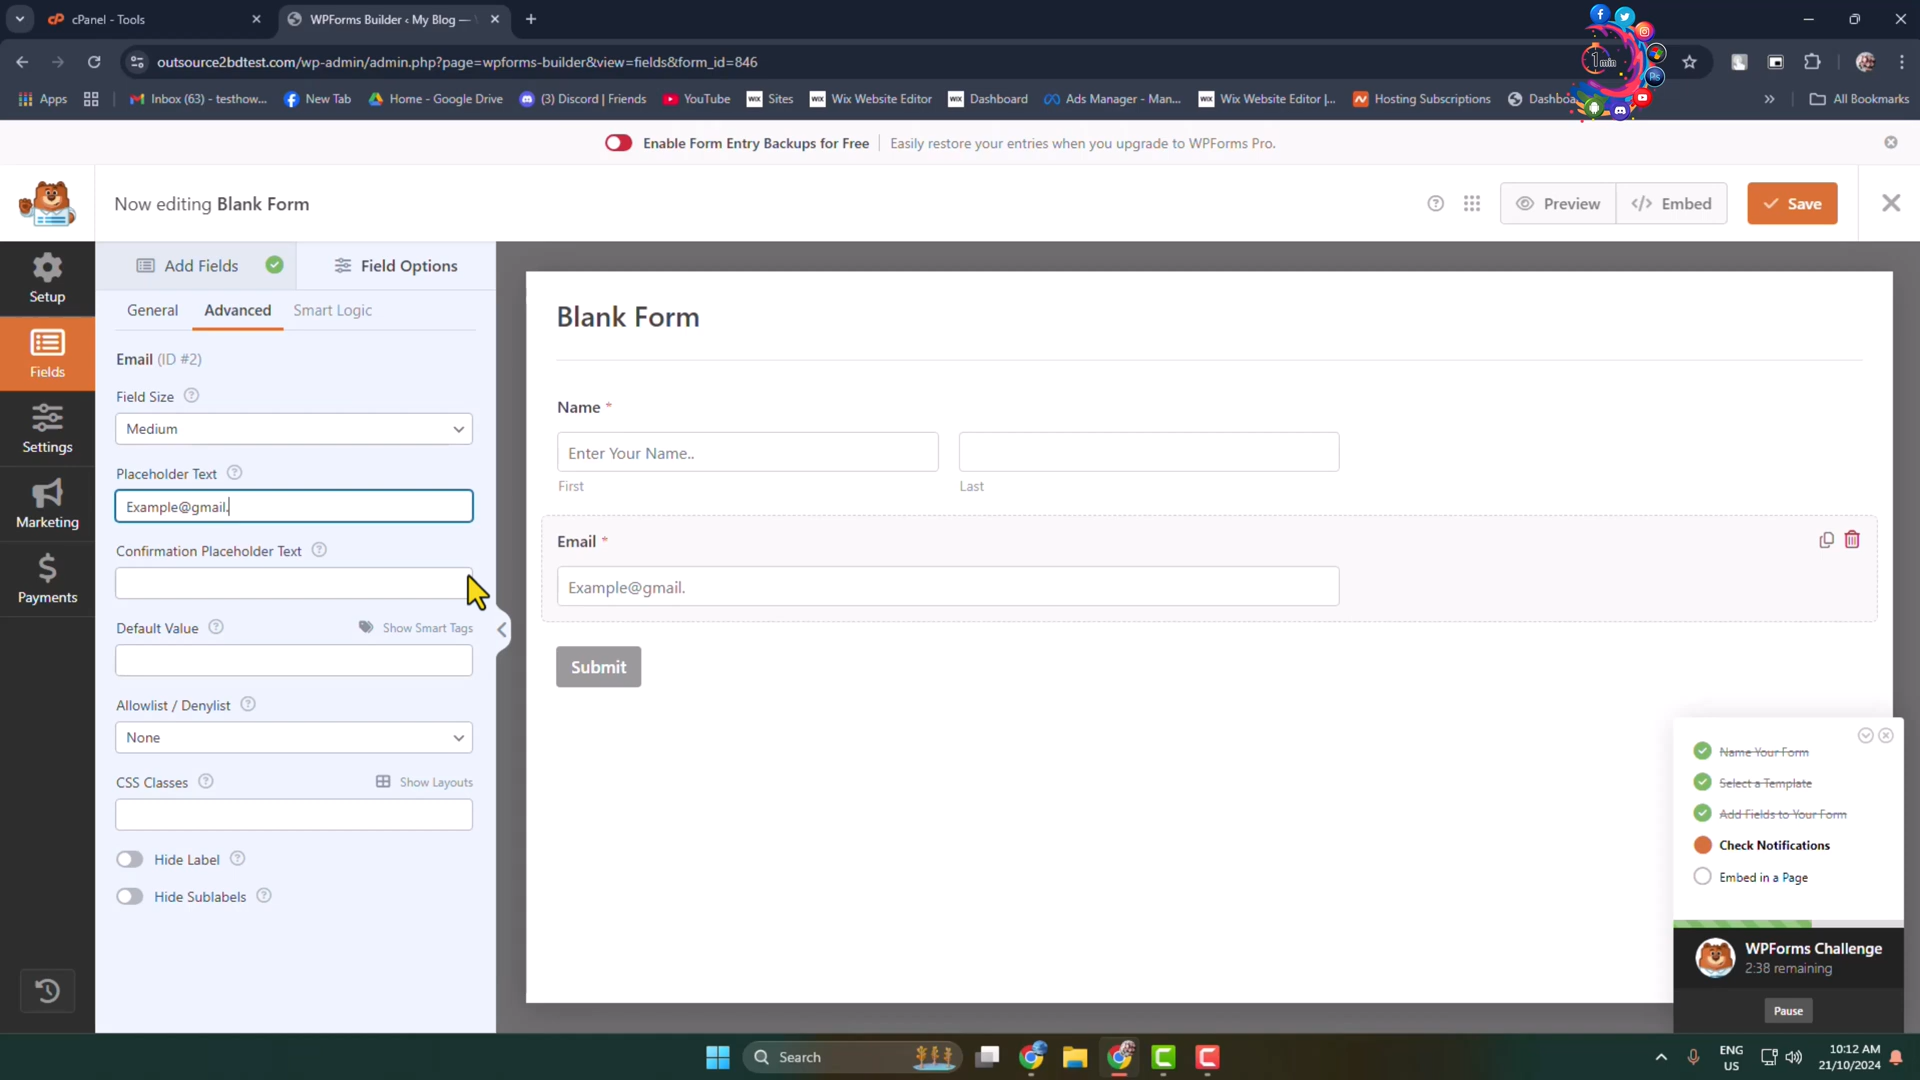 cPanel - Tools
WPForms Builder ‹ My Blog —
outsource2bdtest.com/wp-admin/admin.php?page=wpforms-builder&view=fields&form_id=846
1min
Ps
Apps
Inbox (63) - testhow...
New Tab
Home - Google Drive
(3) Discord | Friends
YouTube
WIX Sites
WIX Wix Website Editor
WIX Dashboard
Ads Manager - Man...
WIX Wix Website Editor |...
Hosting Subscriptions
All Bookmarks
Enable Form Entry Backups for Free
Easily restore your entries when you upgrade to WPForms Pro.
Now editing Blank Form
Preview
</> Embed
Save
Setup
Fields
Settings
Marketing
Payments
Add Fields
Field Options
General
Advanced
Smart Logic
Email (ID #2)
Field Size
Medium
Placeholder Text
Example@gmail.
Confirmation Placeholder Text
Default Value
Show Smart Tags
Allowlist / Denylist
None
CSS Classes
Show Layouts
Hide Label
Hide Sublabels
Blank Form
Name *
Enter Your Name..
First
Last
Email *
Example@gmail.
Submit
Name Your Form
Select a Template
Add Fields to Your Form
Check Notifications
Embed in a Page
WPForms Challenge
2:38 remaining
Pause
Search
ENG
US
10:12 AM
21/10/2024